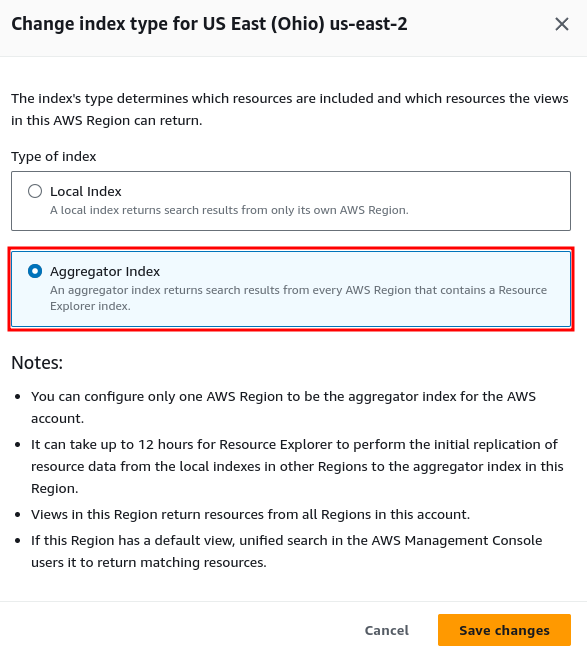 Change index type for US East (Ohio) us-east-2
The index's type determines which resources are included and which resources the views
in this AWS Region can return.
Type of index
Local Index
A local index returns search results from only its own AWS Region.
Aggregator Index
An aggregator index returns search results from every AWS Region that contains a Resource
Explorer index.
Notes:
• You can configure only one AWS Region to be the aggregator index for the AWS
account.
• It can take up to 12 hours for Resource Explorer to perform the initial replication of
resource data from the local indexes in other Regions to the aggregator index in this
Region.
• Views in this Region return resources from all Regions in this account.
• If this Region has a default view, unified search in the AWS Management Console
users it to return matching resources.
Cancel
Save changes